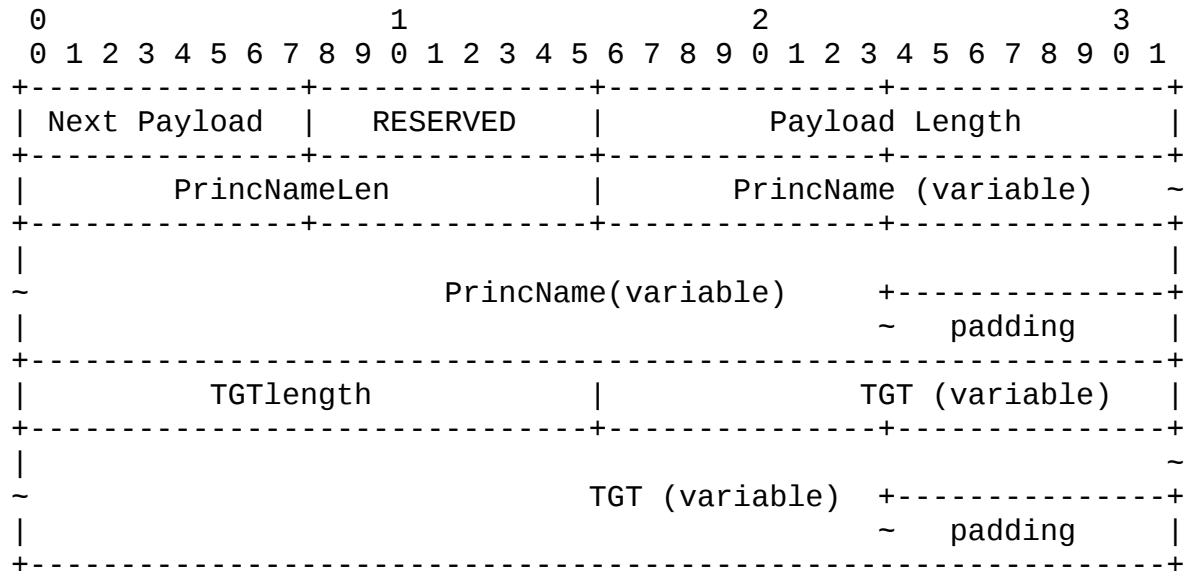 0                   1                   2                   3
0 1 2 3 4 5 6 7 8 9 0 1 2 3 4 5 6 7 8 9 0 1 2 3 4 5 6 7 8 9 0 1
+---------------+---------------+---------------+---------------+
| Next Payload  |   RESERVED    |         Payload Length        |
+---------------+---------------+---------------+---------------+
|        PrincNameLen           |       PrincName (variable)    ~
+---------------+---------------+---------------+---------------+
|                                                               |
~                       PrincName(variable)     +---------------+
|                                               ~   padding     |
+---------------------------------------------------------------+
|          TGTlength            |              TGT (variable)   |
+-------------------------------+---------------+---------------+
|                                                               ~
~                               TGT (variable)  +---------------+
|                                               ~   padding     |
+---------------------------------------------------------------+